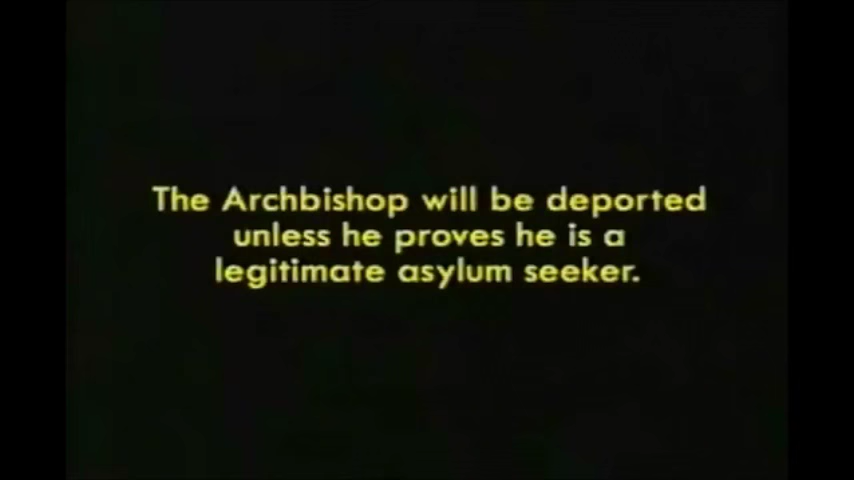 The Archbishop will be deported
unless he proves he is a
legitimate asylum seeker.